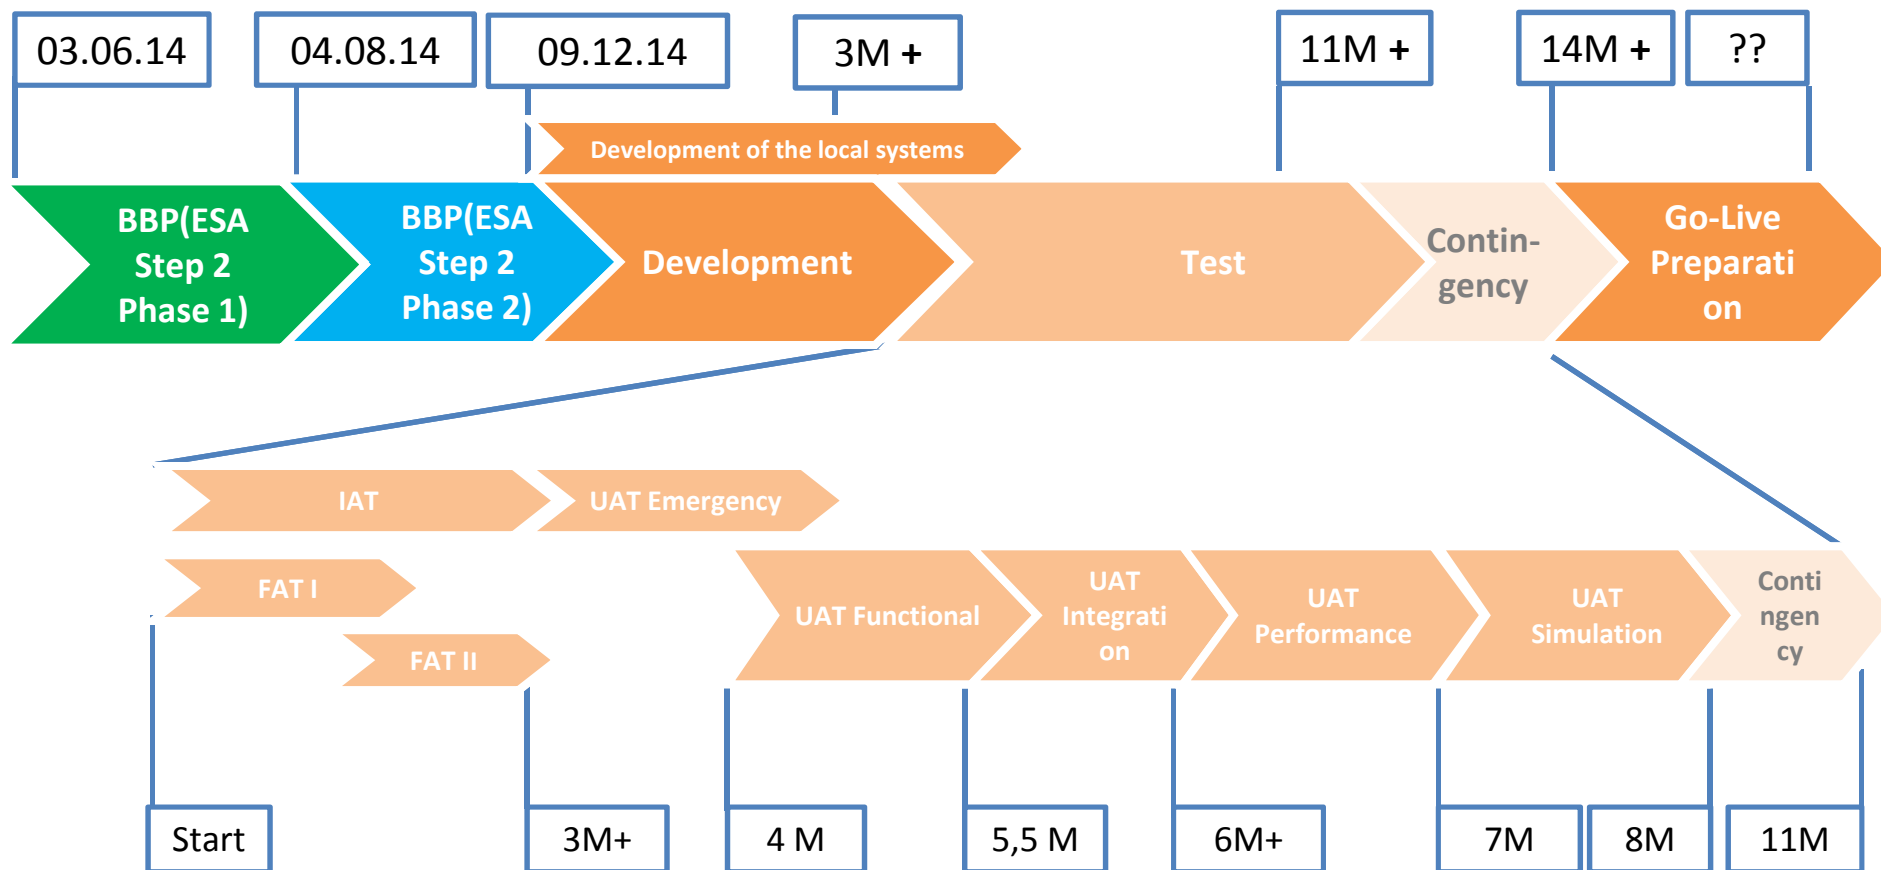 03.06.14
04.08.14
09.12.14
3M +
11M +
14M +
??
Development of the local systems
BBP(ESA
Step 2
Phase 1)
BBP(ESA
Step 2
Phase 2)
Development
Test
Contin-
gency
Go-Live
Preparati
on
IAT
UAT Emergency
FAT I
FAT II
UAT Functional
UAT
Integrati
on
UAT
Performance
UAT
Simulation
Conti
ngen
cy
Start
3M+
4 M
5,5 M
6M+
7M
8M
11M